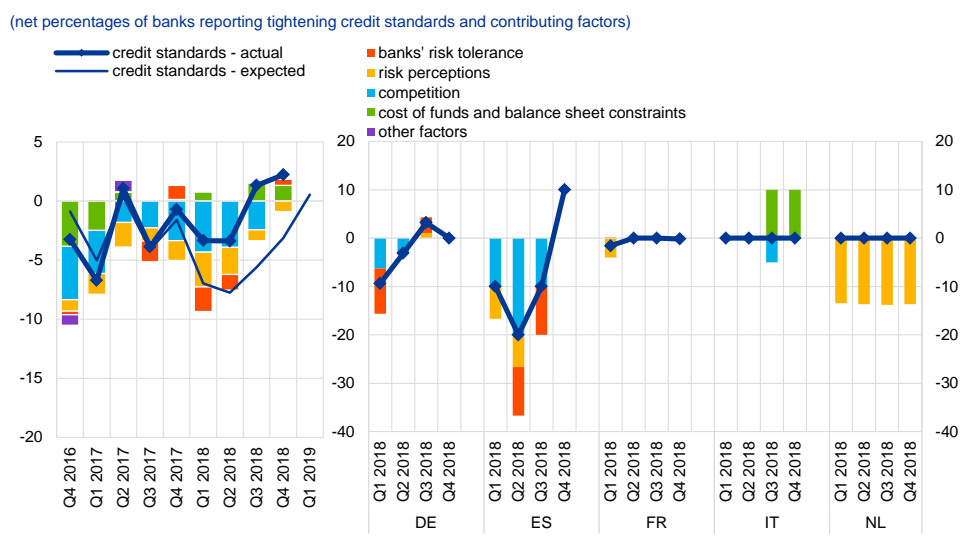 (net percentages of banks reporting tightening credit standards and contributing factors)
credit standards - actual
credit standards - expected
banks' risk tolerance
risk perceptions
competition
cost of funds and balance sheet constraints
other factors
5
0
-5
-10
-15
-20
Q4 2016
Q1 2017
Q2 2017
Q3 2017
Q4 2017
Q1 2018
Q2 2018
Q3 2018
Q4 2018
Q1 2019
20
10
0
-10
-20
-30
-40
20
10
0
-10
-20
-30
-40
Q1 2018
Q2 2018
Q3 2018
Q4 2018
Q1 2018
Q2 2018
Q3 2018
Q4 2018
Q1 2018
Q2 2018
Q3 2018
Q4 2018
Q1 2018
Q2 2018
Q3 2018
Q4 2018
Q1 2018
Q2 2018
Q3 2018
Q4 2018
DE
ES
FR
IT
NL